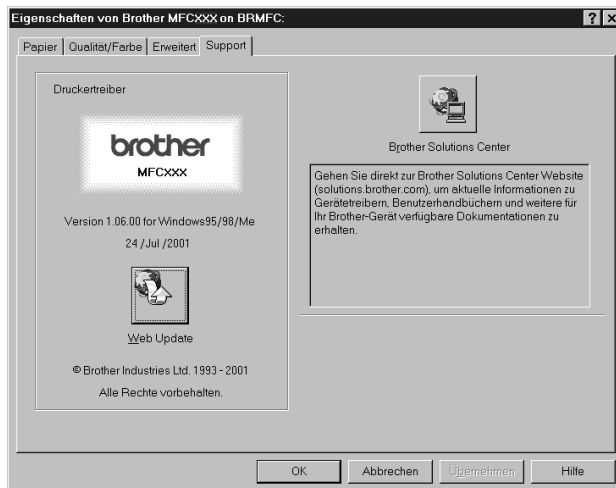 Eigenschaften von Brother MFCXXX on BRMFC:
Papier
Qualität/Farbe
Erweitert
Support
Druckertreiber
brother
MFCXXX
Version 1.06.00 for Windows95/98/Me
24 /Jul /2001
Web Update
© Brother Industries Ltd. 1993 - 2001
Alle Rechte vorbehalten.
Brother Solutions Center
Gehen Sie direkt zur Brother Solutions Center Website
(solutions.brother.com), um aktuelle Informationen zu
Gerätetreibern, Benutzerhandbüchern und weitere für
Ihr Brother-Gerät verfügbare Dokumentationen zu
erhalten.
OK
Abbrechen
Übernehmen
Hilfe